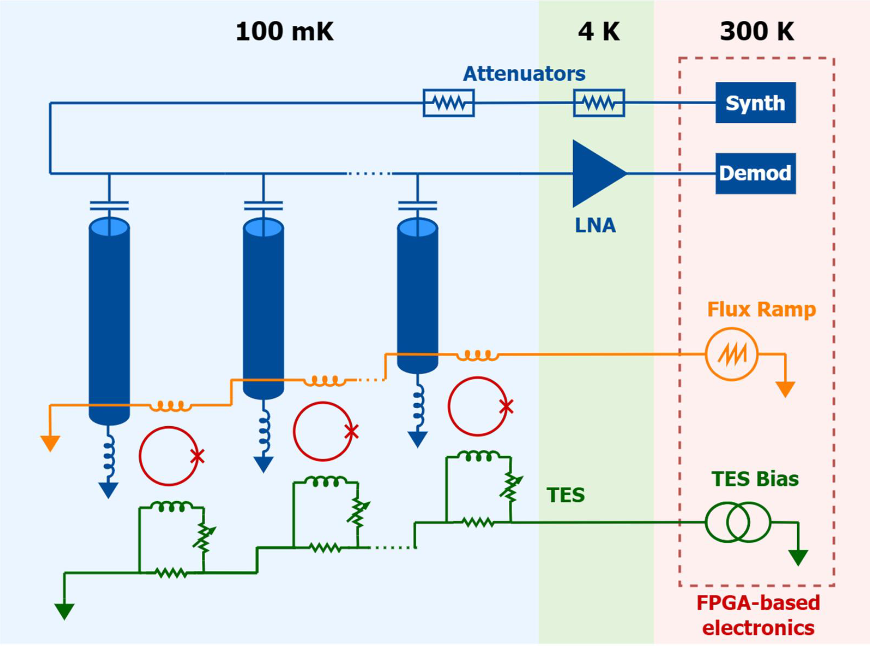 100 mK
4 K
300 K
Attenuators
Synth
Demod
LNA
Flux Ramp
TES Bias
TES
FPGA-based
electronics